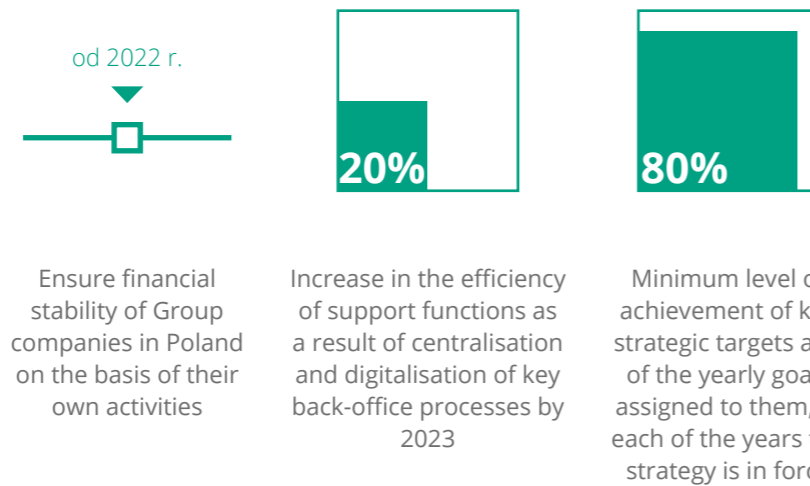 od 2022 r.
20%
80%
Ensure financial
stability of Group
companies in Poland
on the basis of their
own activities
Increase in the efficiency
of support functions as
a result of centralisation
and digitalisation of key
back-office processes by
2023
Minimum level
achievement of
strategic targets
of the yearly
assigned to them,
each of the years
strategy is in